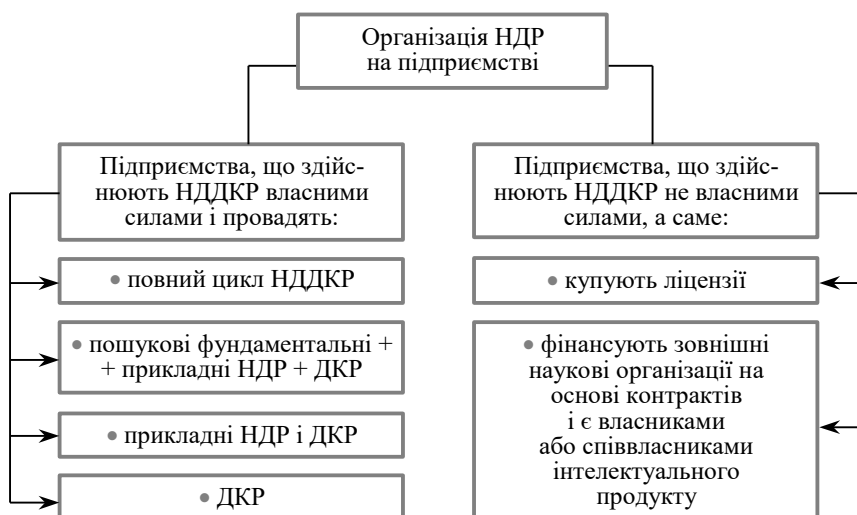 Організація НДР
на підприємстві
Підприємства, що здійс-
нюють НДДКР власними
силами і провадять:
• повний цикл НДДКР
• пошукові фундаментальні +
+ прикладні НДР + ДКР
• прикладні НДР і ДКР
• ДКР
Підприємства, що здійс-
нюють НДДКР не власними
силами, а саме:
• купують ліцензії
• фінансують зовнішні
наукові організації на
основі контрактів
і є власниками
або співвласниками
інтелектуального
продукту